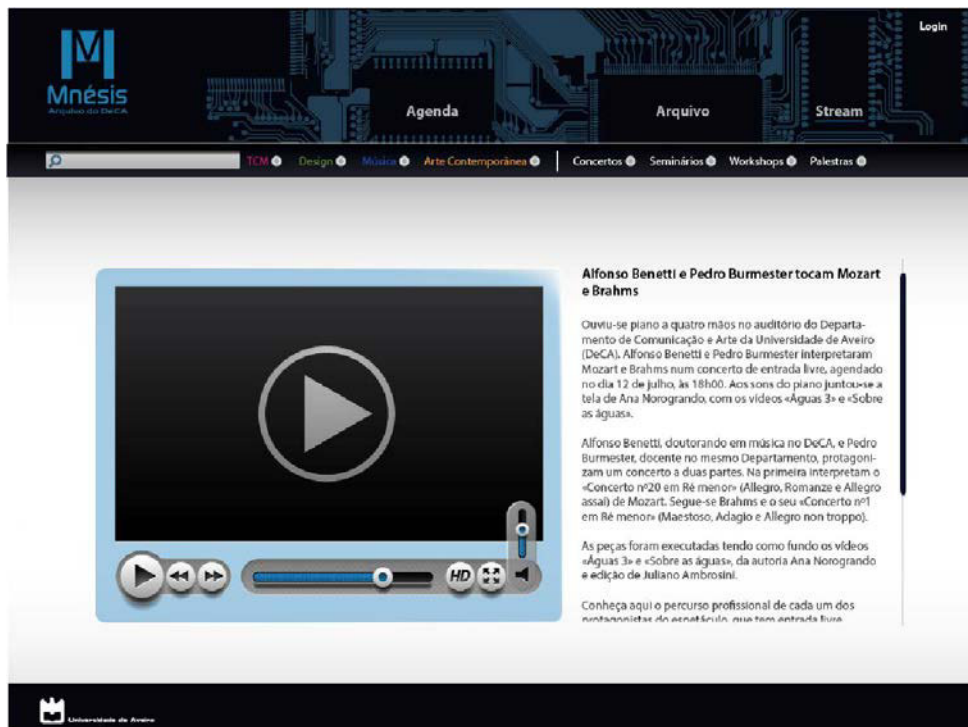 Login
Mnésis
Arquivo do DeCA
Agenda
Arquivo
Stream
TCM
Design
Música
Arte Contemporânea
Concertos
Seminários
Workshops
Palestras
Alfonso Benetti e Pedro Burmester tocam Mozart
e Brahms
Ouviu-se piano a quatro mãos no auditório do Departa-
mento de Comunicação e Arte da Universidade de Aveiro
(DeCA). Alfonso Benetti e Pedro Burmester interpretaram
Mozart e Brahms num concerto de entrada livre, agendado
no dia 12 de julho, às 18h00. Aos sons do piano juntou-se a
tela de Ana Norogrando, com os vídeos «Águas 3» e «Sobre
as águas».
Alfonso Benetti, doutorando em música no DeCA, e Pedro
Burmester, docente no mesmo Departamento, protagoni-
zam um concerto a duas partes. Na primeira interpretam o
«Concerto nº20 em Ré menor» (Allegro, Romanze e Allegro
assai) de Mozart. Segue-se Brahms e o seu «Concerto nº1
em Ré menor» (Maestoso, Adagio e Allegro non troppo).
As peças foram executadas tendo como fundo os vídeos
«Águas 3» e «Sobre as águas», da autoria Ana Norogrando
e edição de Juliano Ambrosini.
Conheça aqui o percurso profissional de cada um dos
protagonistas do espetáculo, que tem entrada livre
HD
Universidade de Aveiro